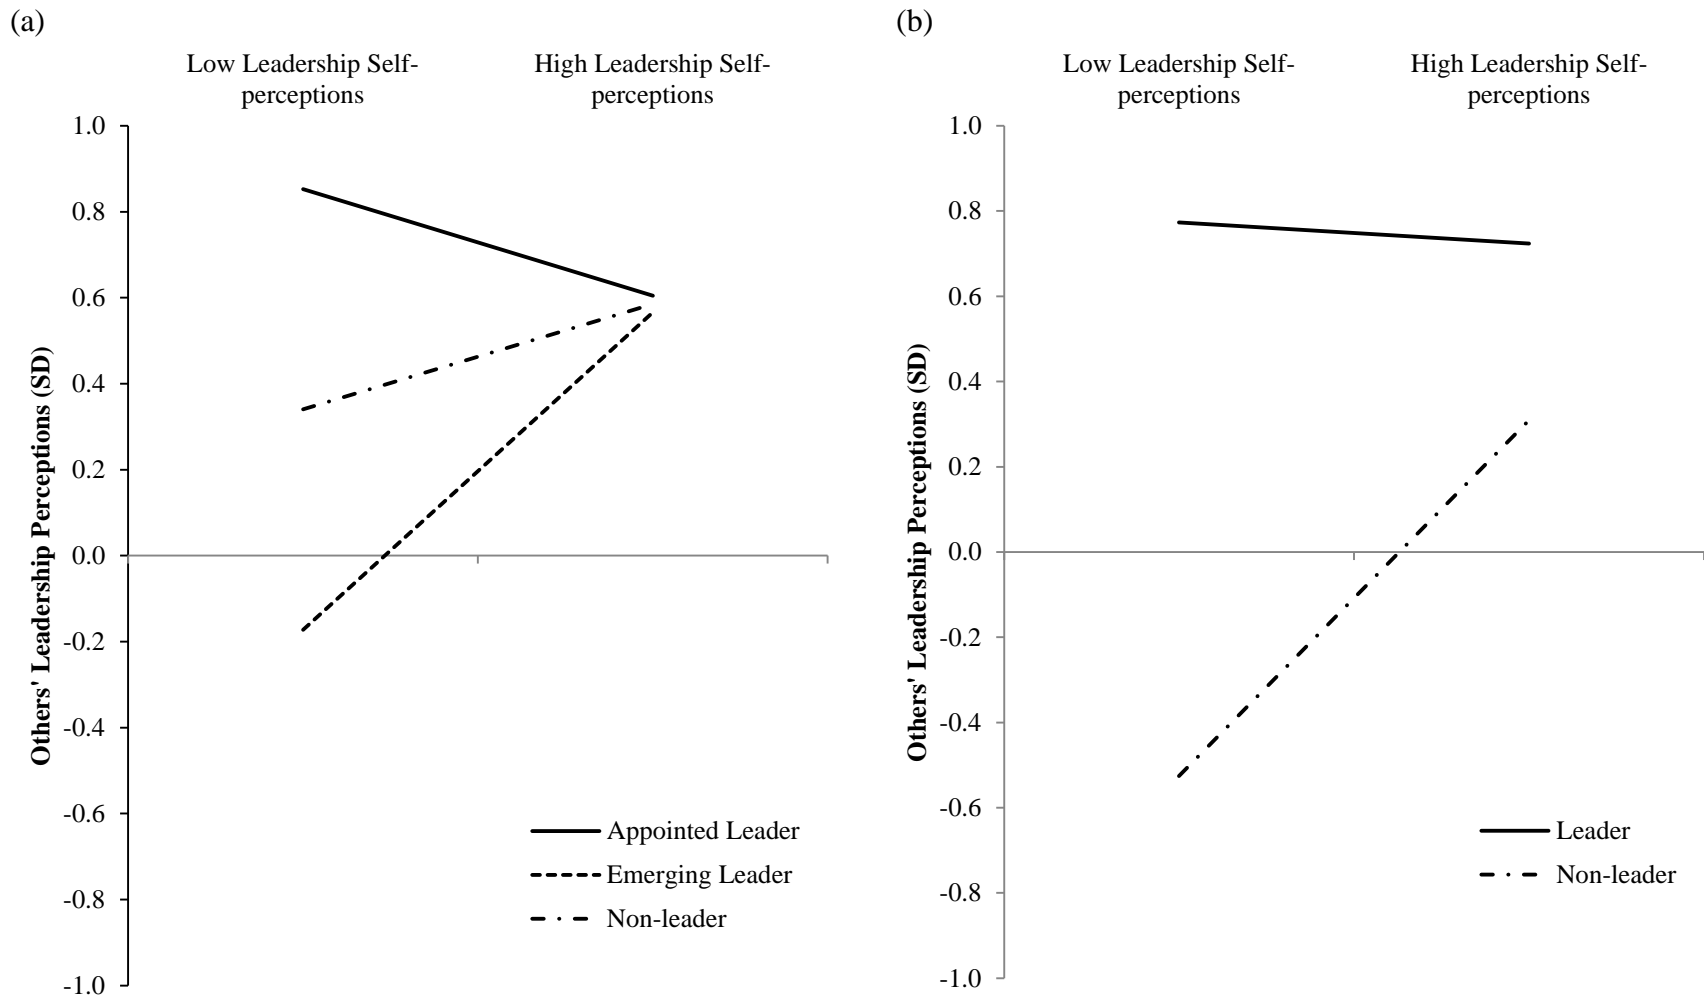 (a)
Low Leadership Self-
perceptions
High Leadership Self-
perceptions
1.0
0.8
0.6
0.4
0.2
0.0
-0.2
-0.4
-0.6
-0.8
-1.0
Others' Leadership Perceptions (SD)
Appointed Leader
Emerging Leader
Non-leader
(b)
Low Leadership Self-
perceptions
High Leadership Self-
perceptions
1.0
0.8
0.6
0.4
0.2
0.0
-0.2
-0.4
-0.6
-0.8
-1.0
Others' Leadership Perceptions (SD)
Leader
Non-leader